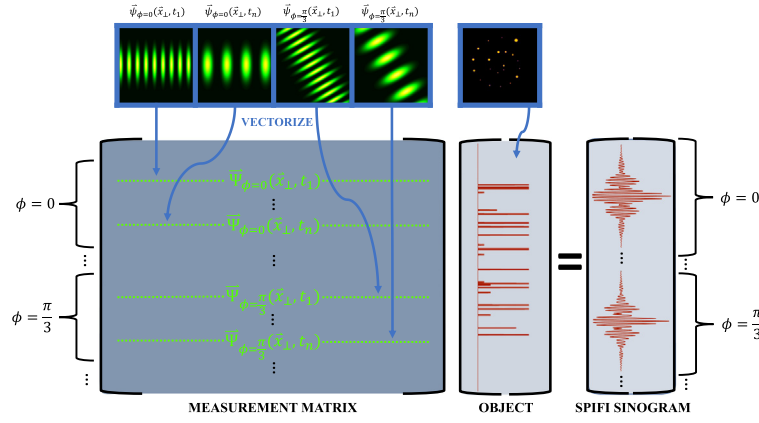 ψ⃗_{φ=0}(x⃗_⊥, t_1) ψ⃗_{φ=0}(x⃗_⊥, t_n) ψ⃗_{φ=π/3}(x⃗_⊥, t_1) ψ⃗_{φ=π/3}(x⃗_⊥, t_n)
VECTORIZE
Ψ⃗_{φ=0}(x⃗_⊥, t_1)
⋮
φ = 0 Ψ⃗_{φ=0}(x⃗_⊥, t_n) = φ = 0
⋮ ⋮ ⋮ ⋮
Ψ⃗_{φ=π/3}(x⃗_⊥, t_1)
φ = π/3 ⋮ φ = π/3
Ψ⃗_{φ=π/3}(x⃗_⊥, t_n)
⋮ ⋮ ⋮ ⋮
MEASUREMENT MATRIX OBJECT SPIFI SINOGRAM